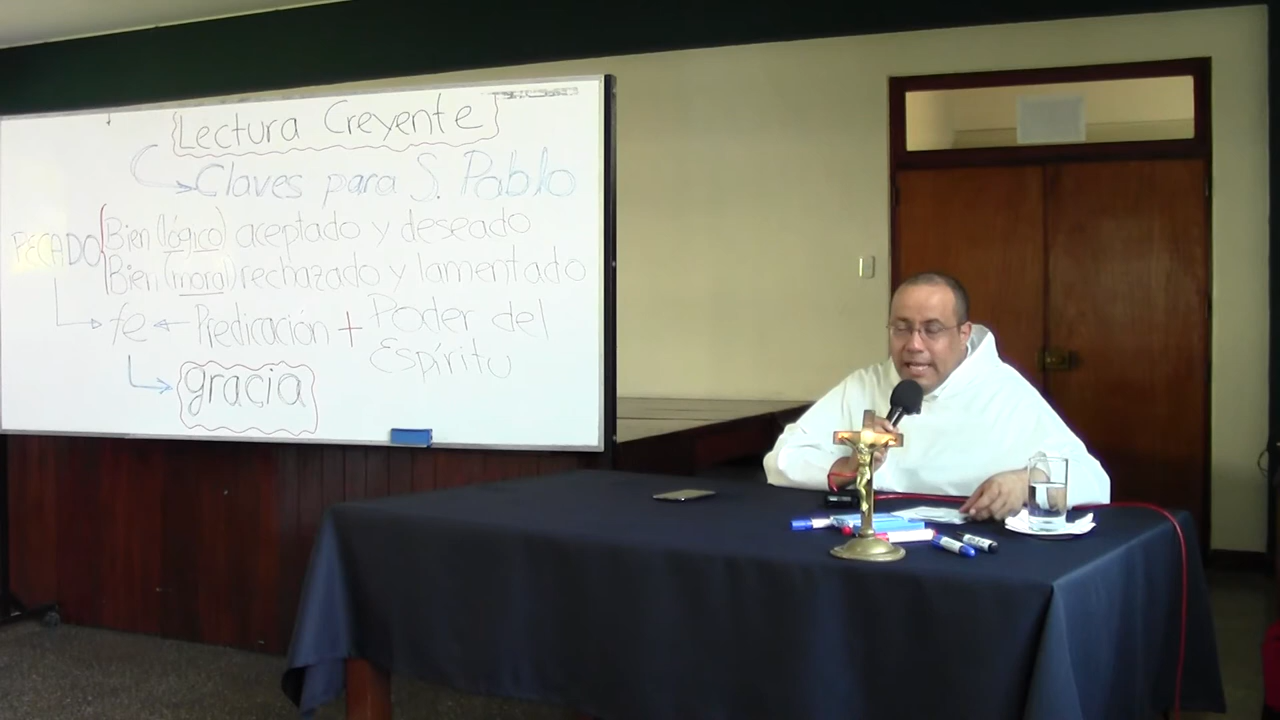 Lectura Creyente
Claves para S. Pablo
PECADO
Bien (lógico) aceptado y deseado
Bien (moral) rechazado y lamentado
fe Predicación + Poder del
Espíritu
gracia